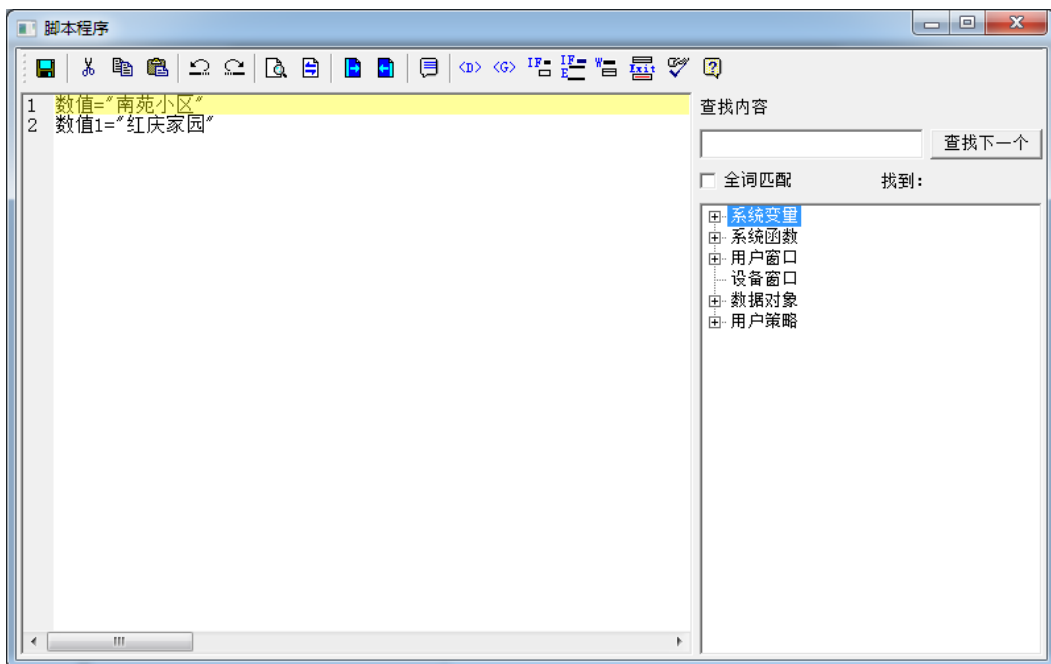 脚本程序
<D> <G> IF IF E W Exit
1 数值="南苑小区"
2 数值1="红庆家园"
查找内容
查找下一个
全词匹配 找到:
系统变量
系统函数
用户窗口
设备窗口
数据对象
用户策略